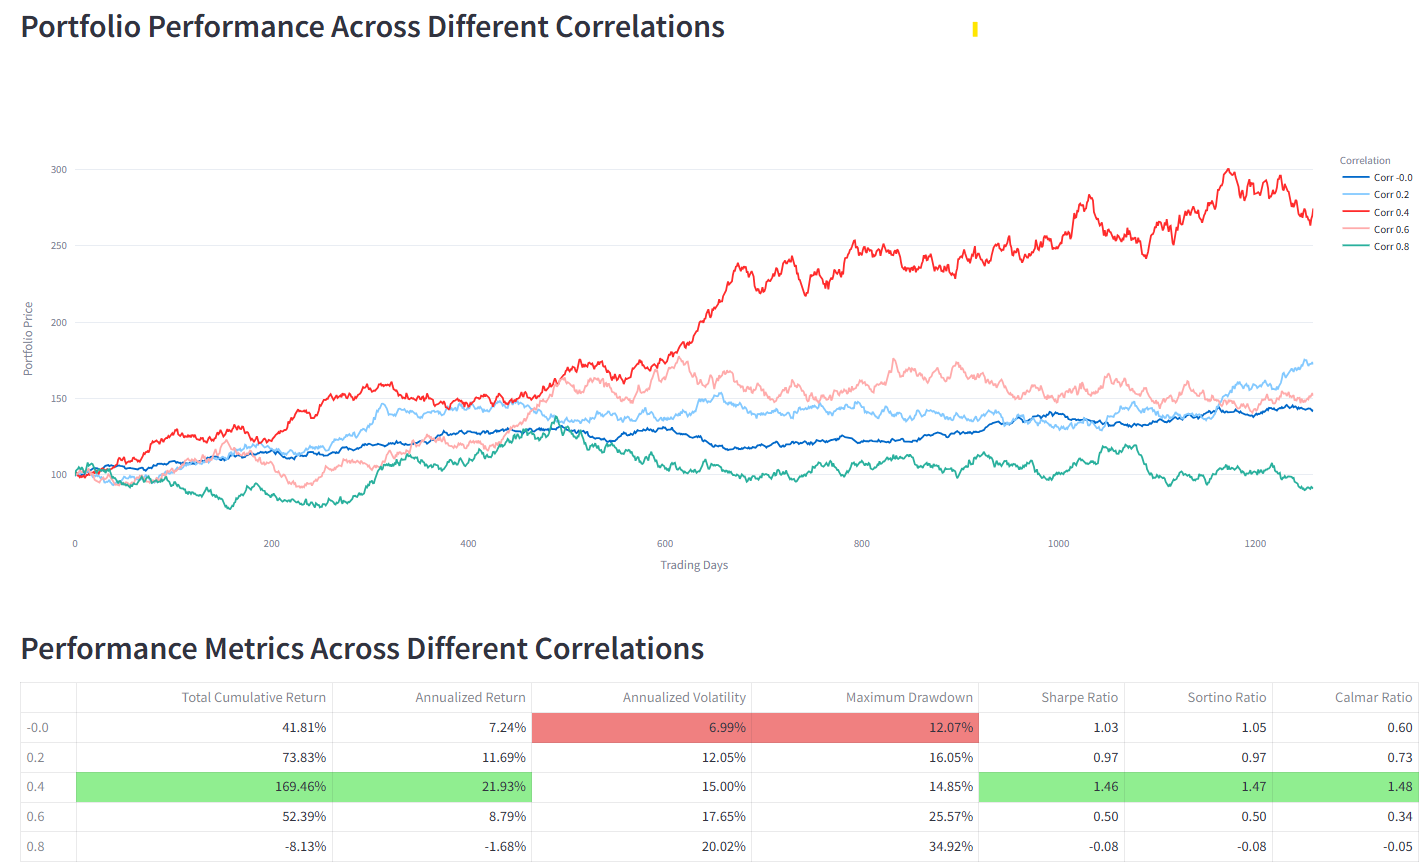 Portfolio Performance Across Different Correlations
300
250
200
150
100
Portfolio Price
0 200 400 600 800 1000 1200
Trading Days
Correlation
Corr -0.0
Corr 0.2
Corr 0.4
Corr 0.6
Corr 0.8
Performance Metrics Across Different Correlations
Total Cumulative Return Annualized Return Annualized Volatility Maximum Drawdown Sharpe Ratio Sortino Ratio Calmar Ratio
-0.0 41.81% 7.24% 6.99% 12.07% 1.03 1.05 0.60
0.2 73.83% 11.69% 12.05% 16.05% 0.97 0.97 0.73
0.4 169.46% 21.93% 15.00% 14.85% 1.46 1.47 1.48
0.6 52.39% 8.79% 17.65% 25.57% 0.50 0.50 0.34
0.8 -8.13% -1.68% 20.02% 34.92% -0.08 -0.08 -0.05